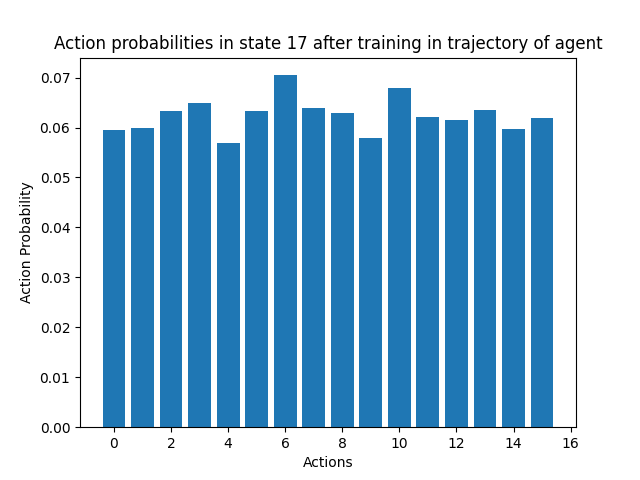 Action probabilities in state 17 after training in trajectory of agent
0.07
0.06
0.05
0.04
0.03
0.02
0.01
0.00
Action Probability
0 2 4 6 8 10 12 14 16
Actions